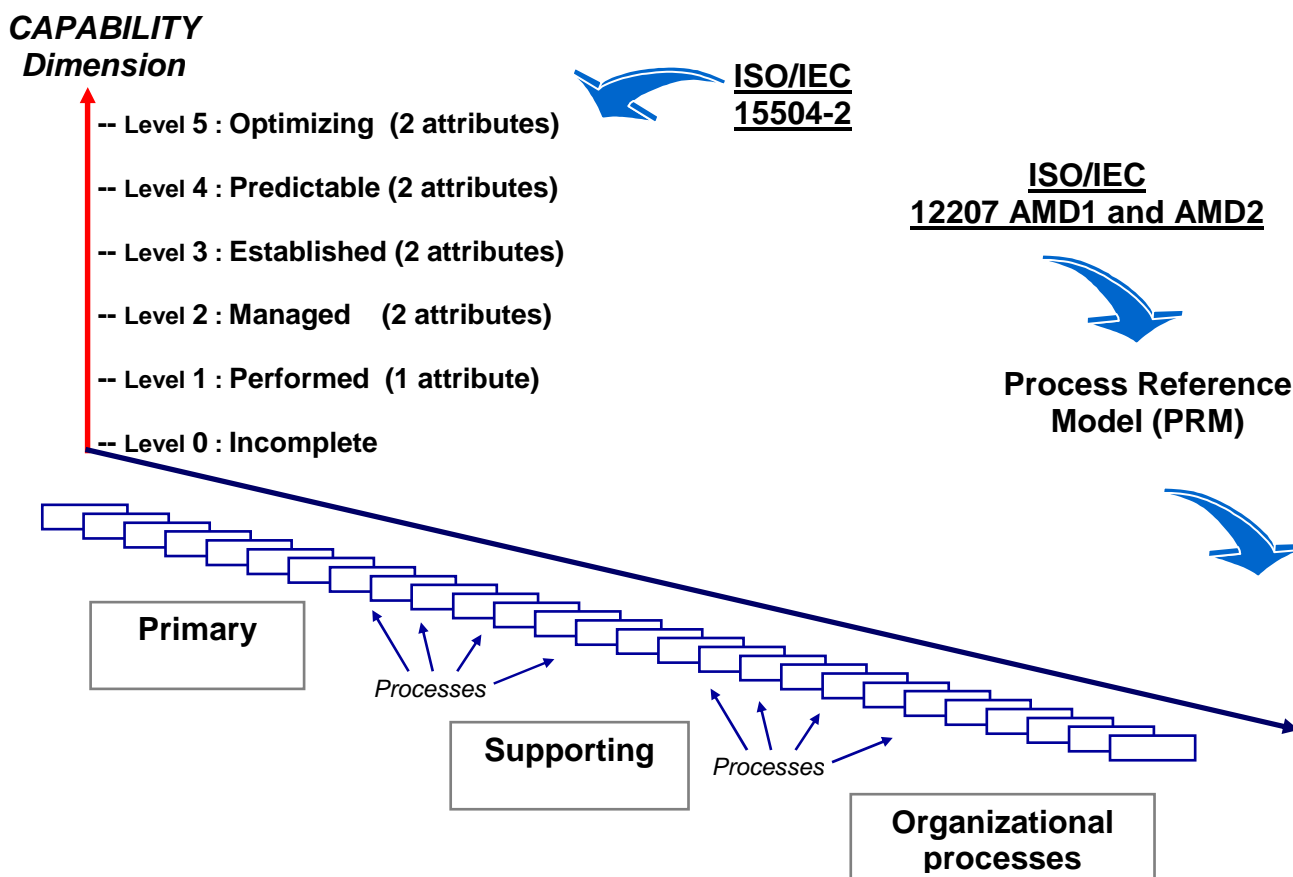 CAPABILITY
Dimension
ISO/IEC
15504-2
-- Level 5 : Optimizing (2 attributes)
-- Level 4 : Predictable (2 attributes)
ISO/IEC
12207 AMD1 and AMD2
-- Level 3 : Established (2 attributes)
-- Level 2 : Managed (2 attributes)
-- Level 1 : Performed (1 attribute)
Process Reference
Model (PRM)
-- Level 0 : Incomplete
Primary
Processes
Supporting
Processes
Organizational
processes